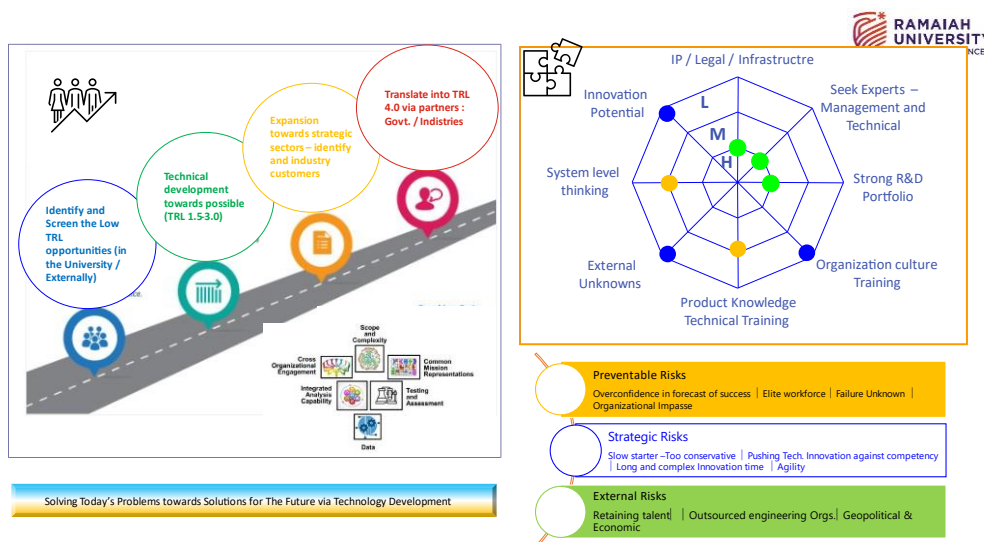 RAMAIAH
UNIVERSITY
Identify and
Screen the Low
TRL
opportunities (in
the University /
Externally)
Technical
development
towards possible
(TRL 1.5-3.0)
Expansion
towards strategic
sectors – identify
and industry
customers
Translate into TRL
4.0 via partners :
Govt. / Indistries
Scope
and
Complexity
Cross
Organizational
Engagement
Common
Mission
Representations
Integrated
Analysis
Capability
Testing
and
Assessment
Data
Solving Today's Problems towards Solutions for The Future via Technology Development
IP / Legal / Infrastructre
Innovation
Potential
Seek Experts –
Management and
Technical
L
M
H
System level
thinking
Strong R&D
Portfolio
External
Unknowns
Organization culture
Training
Product Knowledge
Technical Training
Preventable Risks
Overconfidence in forecast of success | Elite workforce | Failure Unknown |
Organizational Impasse
Strategic Risks
Slow starter –Too conservative | Pushing Tech. Innovation against competency
| Long and complex Innovation time | Agility
External Risks
Retaining talent| | Outsourced engineering Orgs.| Geopolitical &
Economic